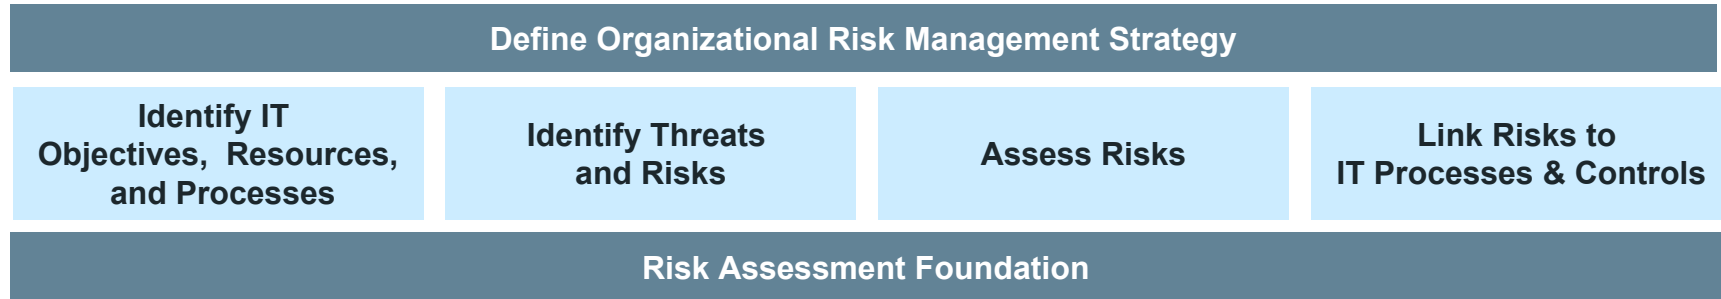 Define Organizational Risk Management Strategy
Identify IT
Objectives,  Resources,
and Processes
Identify Threats
and Risks
Assess Risks
Link Risks to
IT Processes & Controls
Risk Assessment Foundation